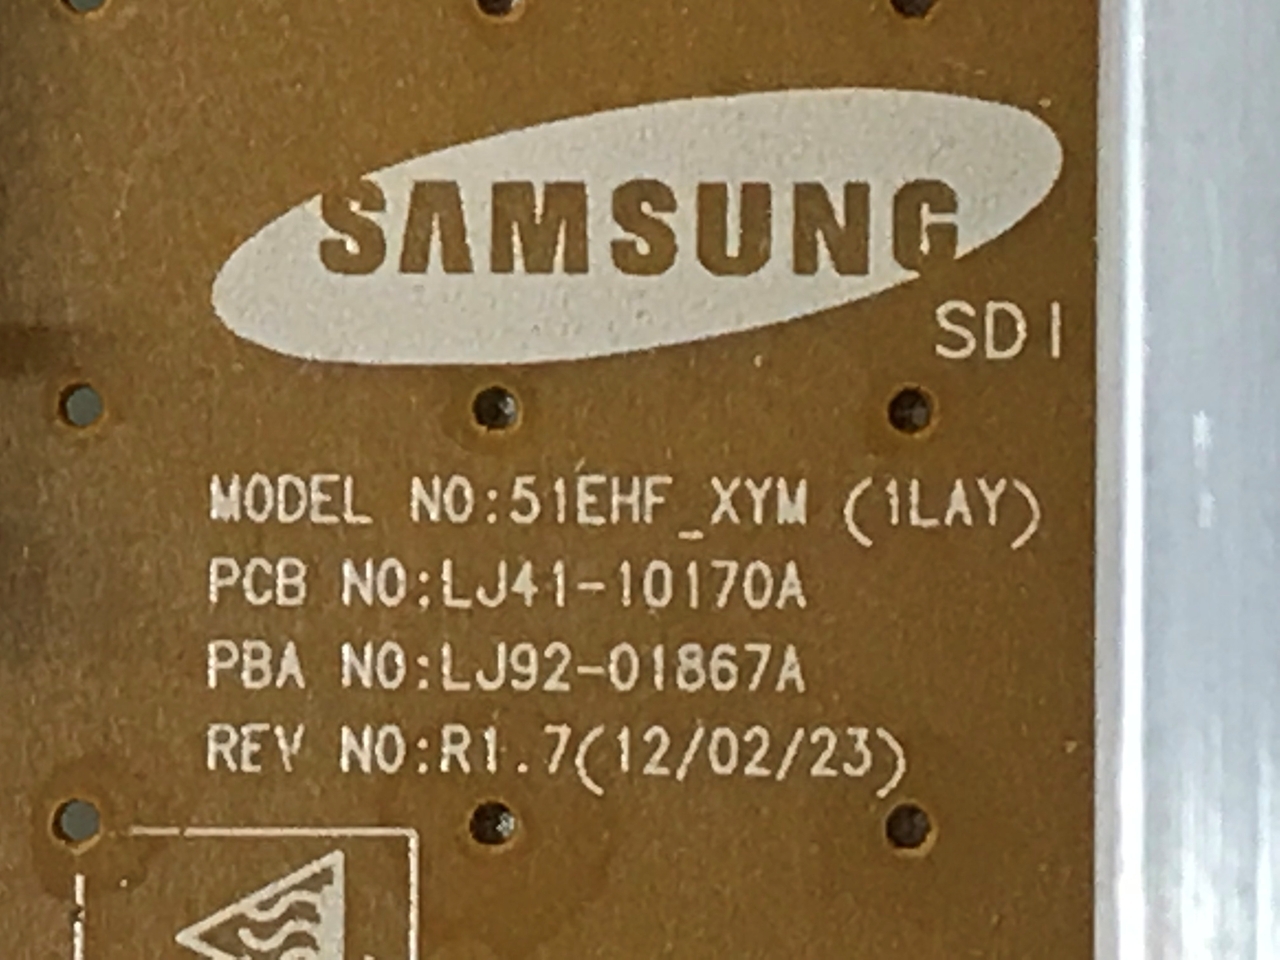 SAMSUNG
SDI
MODEL NO:51EHF_XYM (1LAY)
PCB NO:LJ41-10170A
PBA NO:LJ92-01867A
REV NO:R1.7(12/02/23)